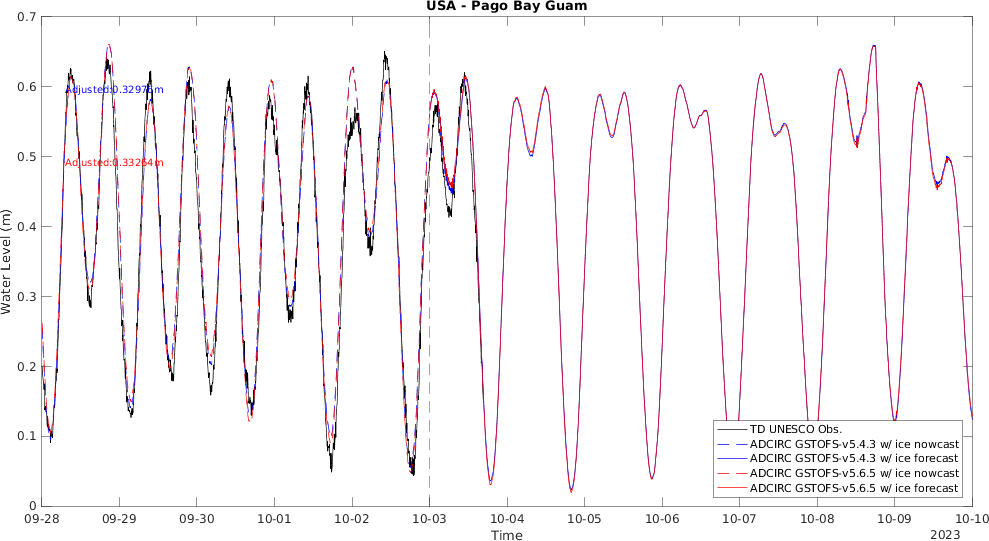 USA - Pago Bay Guam
0.7
0.6
0.5
0.4
0.3
0.2
0.1
0
Water Level (m)
Adjusted:0.32976m
Adjusted:0.33264m
TD UNESCO Obs.
ADCIRC GSTOFS-v5.4.3 w/ ice nowcast
ADCIRC GSTOFS-v5.4.3 w/ ice forecast
ADCIRC GSTOFS-v5.6.5 w/ ice nowcast
ADCIRC GSTOFS-v5.6.5 w/ ice forecast
09-28 09-29 09-30 10-01 10-02 10-03 10-04 10-05 10-06 10-07 10-08 10-09 10-10
Time
2023